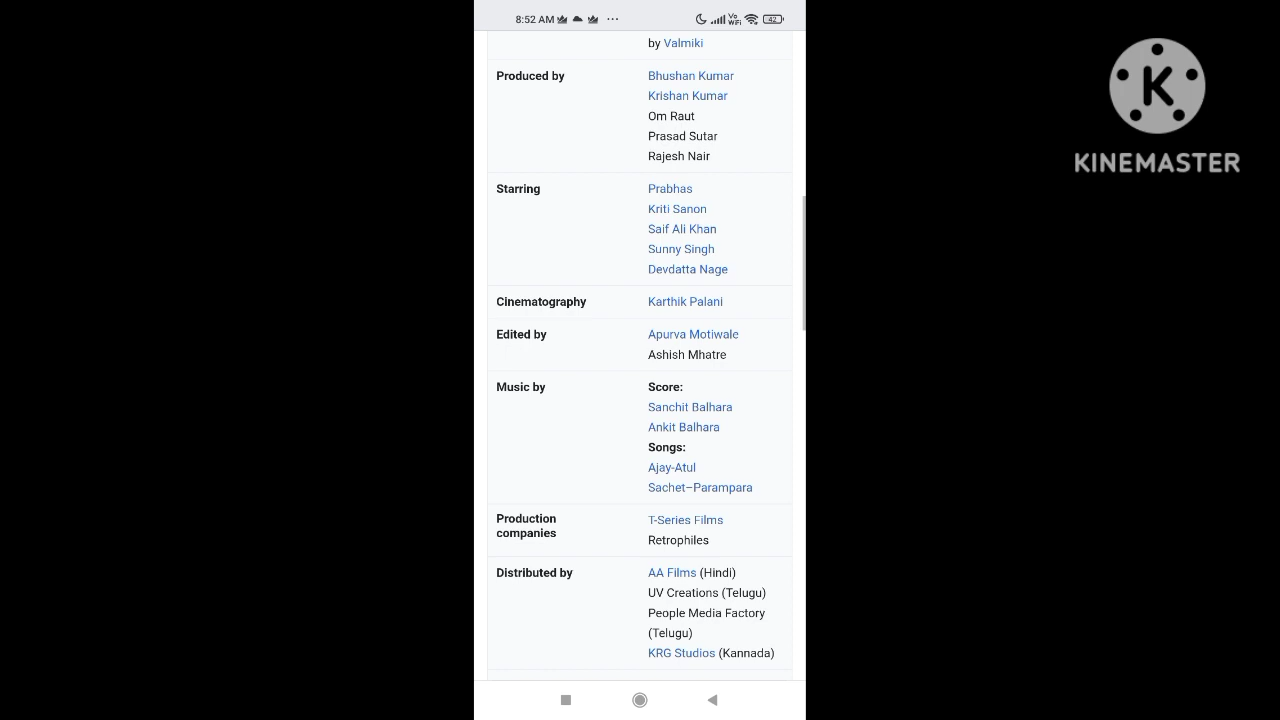 8:52 AM
Vo
WiFi
42
by Valmiki
Produced by
Bhushan Kumar
Krishan Kumar
Om Raut
Prasad Sutar
Rajesh Nair
Starring
Prabhas
Kriti Sanon
Saif Ali Khan
Sunny Singh
Devdatta Nage
Cinematography
Karthik Palani
Edited by
Apurva Motiwale
Ashish Mhatre
Music by
Score:
Sanchit Balhara
Ankit Balhara
Songs:
Ajay-Atul
Sachet–Parampara
Production
companies
T-Series Films
Retrophiles
Distributed by
AA Films (Hindi)
UV Creations (Telugu)
People Media Factory
(Telugu)
KRG Studios (Kannada)
K
KINEMASTER